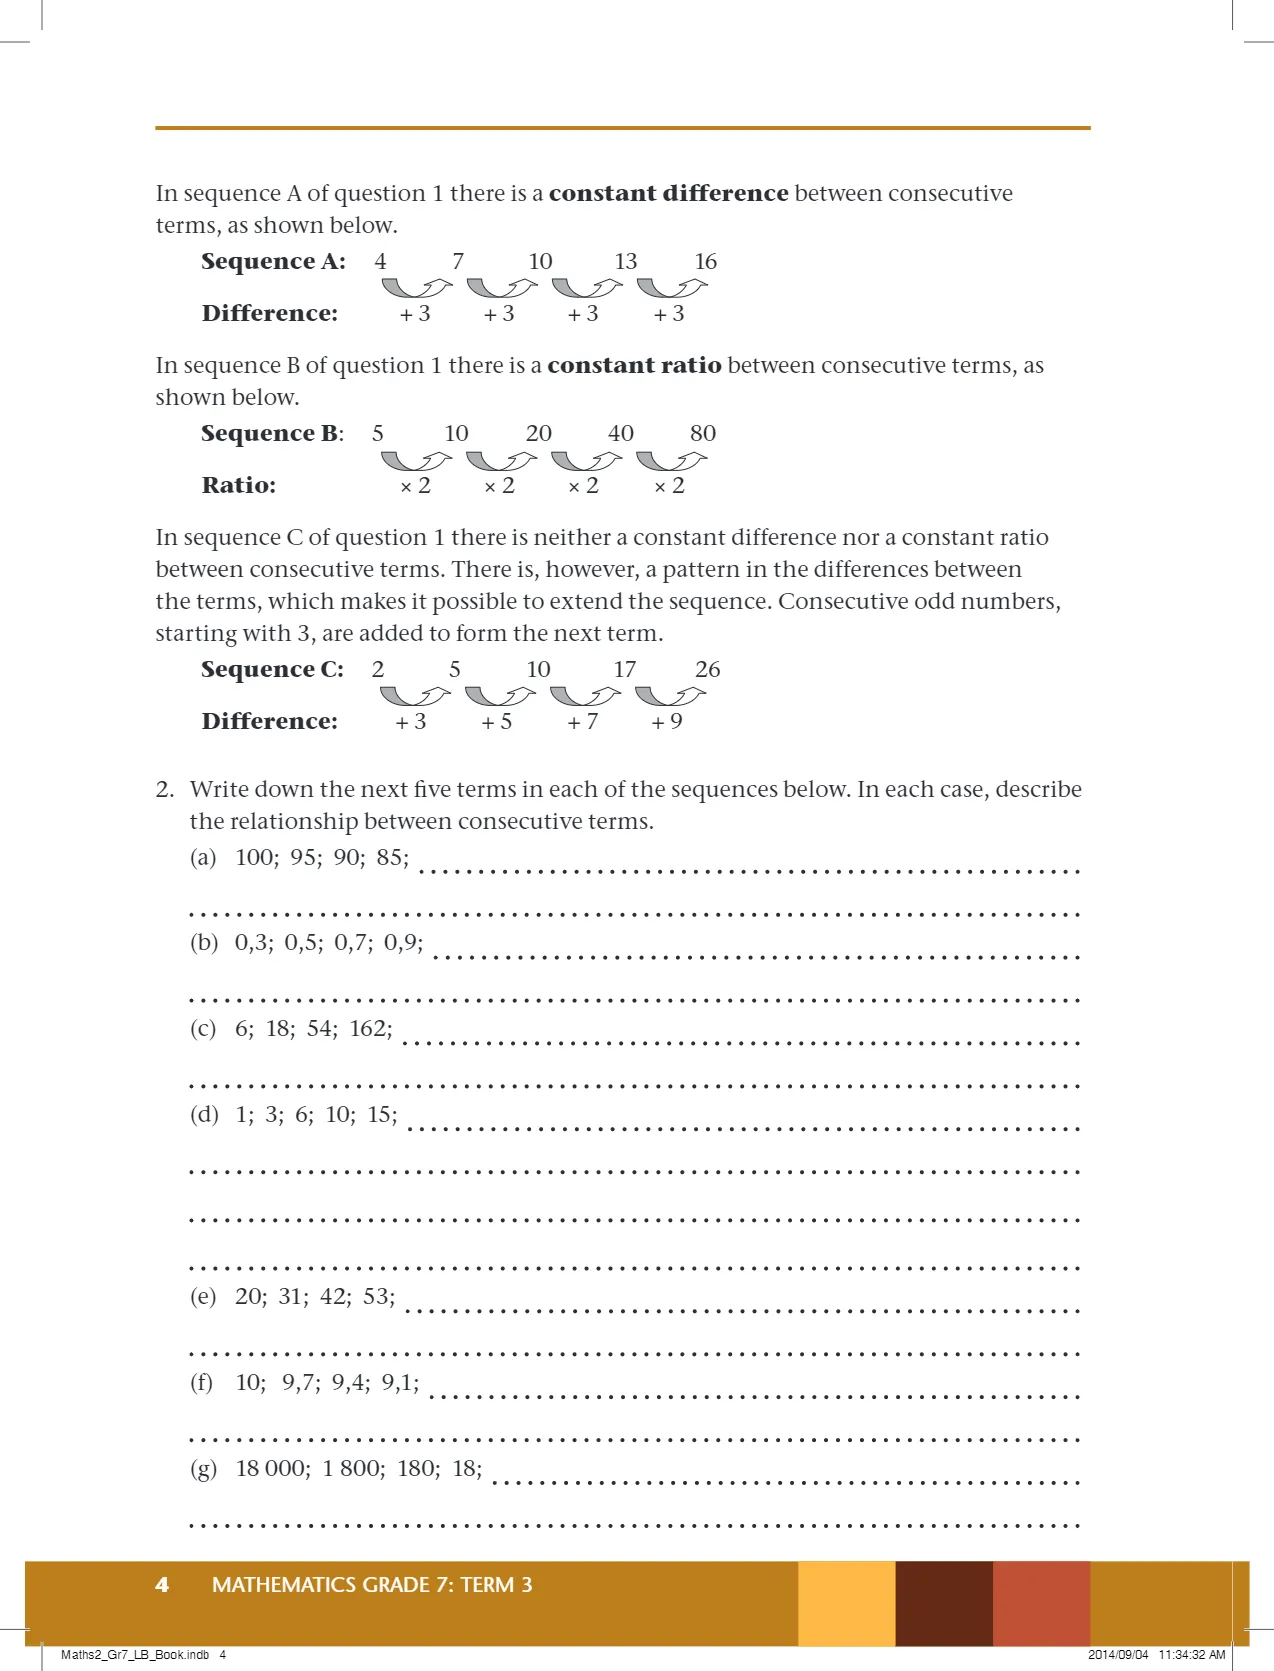 In sequence A of question 1 there is a constant difference between consecutive
terms, as shown below.
Sequence A: 4 7 10 13 16
Difference: + 3 + 3 + 3 + 3
In sequence B of question 1 there is a constant ratio between consecutive terms, as
shown below.
Sequence B: 5 10 20 40 80
Ratio: × 2 × 2 × 2 × 2
In sequence C of question 1 there is neither a constant difference nor a constant ratio
between consecutive terms. There is, however, a pattern in the differences between
the terms, which makes it possible to extend the sequence. Consecutive odd numbers,
starting with 3, are added to form the next term.
Sequence C: 2 5 10 17 26
Difference: + 3 + 5 + 7 + 9
2. Write down the next five terms in each of the sequences below. In each case, describe
the relationship between consecutive terms.
(a) 100; 95; 90; 85;
(b) 0,3; 0,5; 0,7; 0,9;
(c) 6; 18; 54; 162;
(d) 1; 3; 6; 10; 15;
(e) 20; 31; 42; 53;
(f) 10; 9,7; 9,4; 9,1;
(g) 18 000; 1 800; 180; 18;
4 MATHEMATICS GRADE 7: TERM 3
Maths2_Gr7_LB_Book.indb 4 2014/09/04 11:34:32 AM